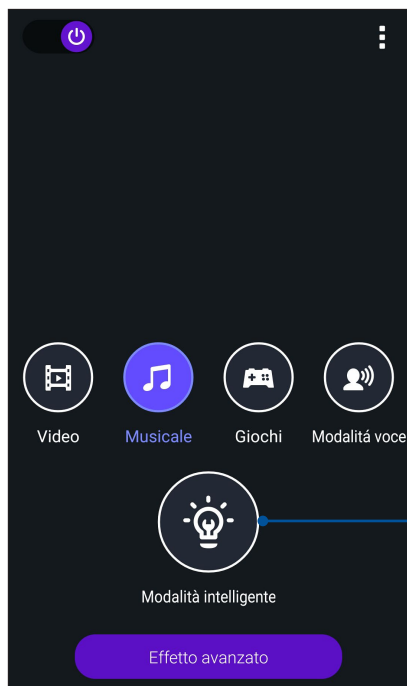 Video Musicale Giochi Modalitá voce
Modalità intelligente
Effetto avanzato